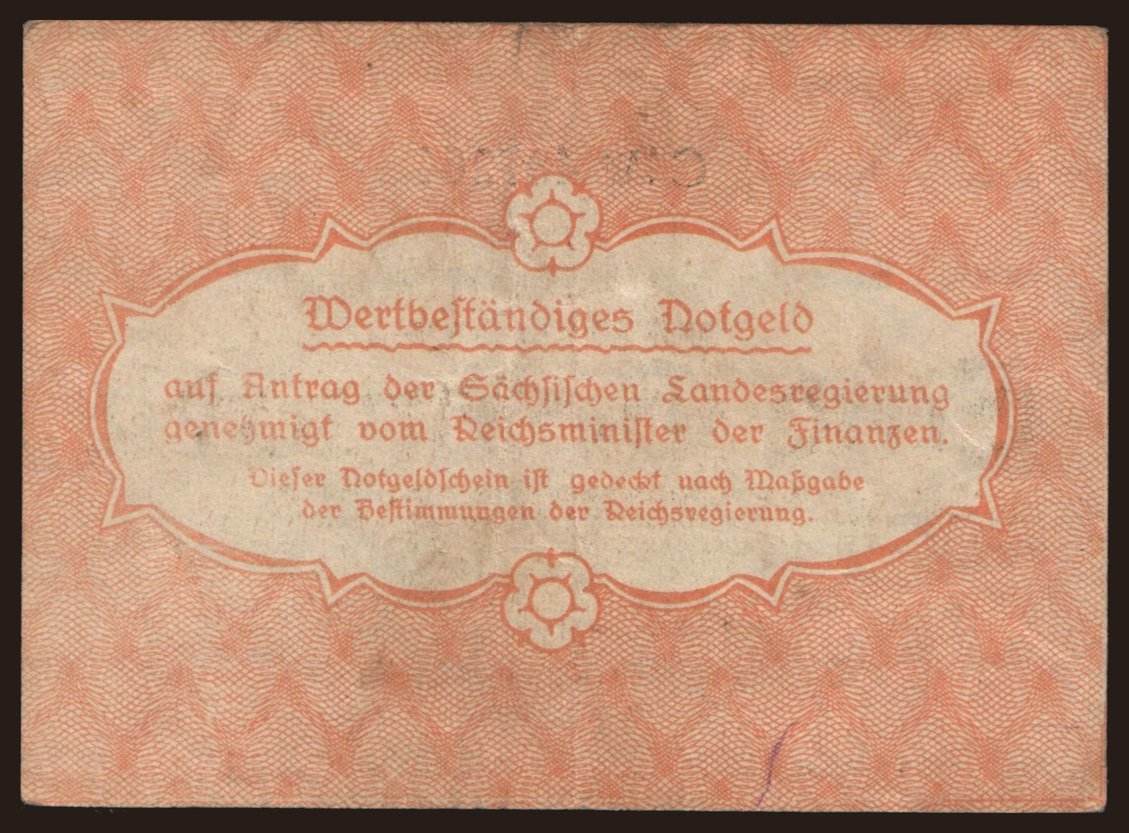 Wertbeständiges Notgeld
auf Antrag der Sächsischen Landesregierung
genehmigt vom Reichsminister der Finanzen.
Dieser Notgeldschein ist gedeckt nach Maßgabe
der Bestimmungen der Reichsregierung.